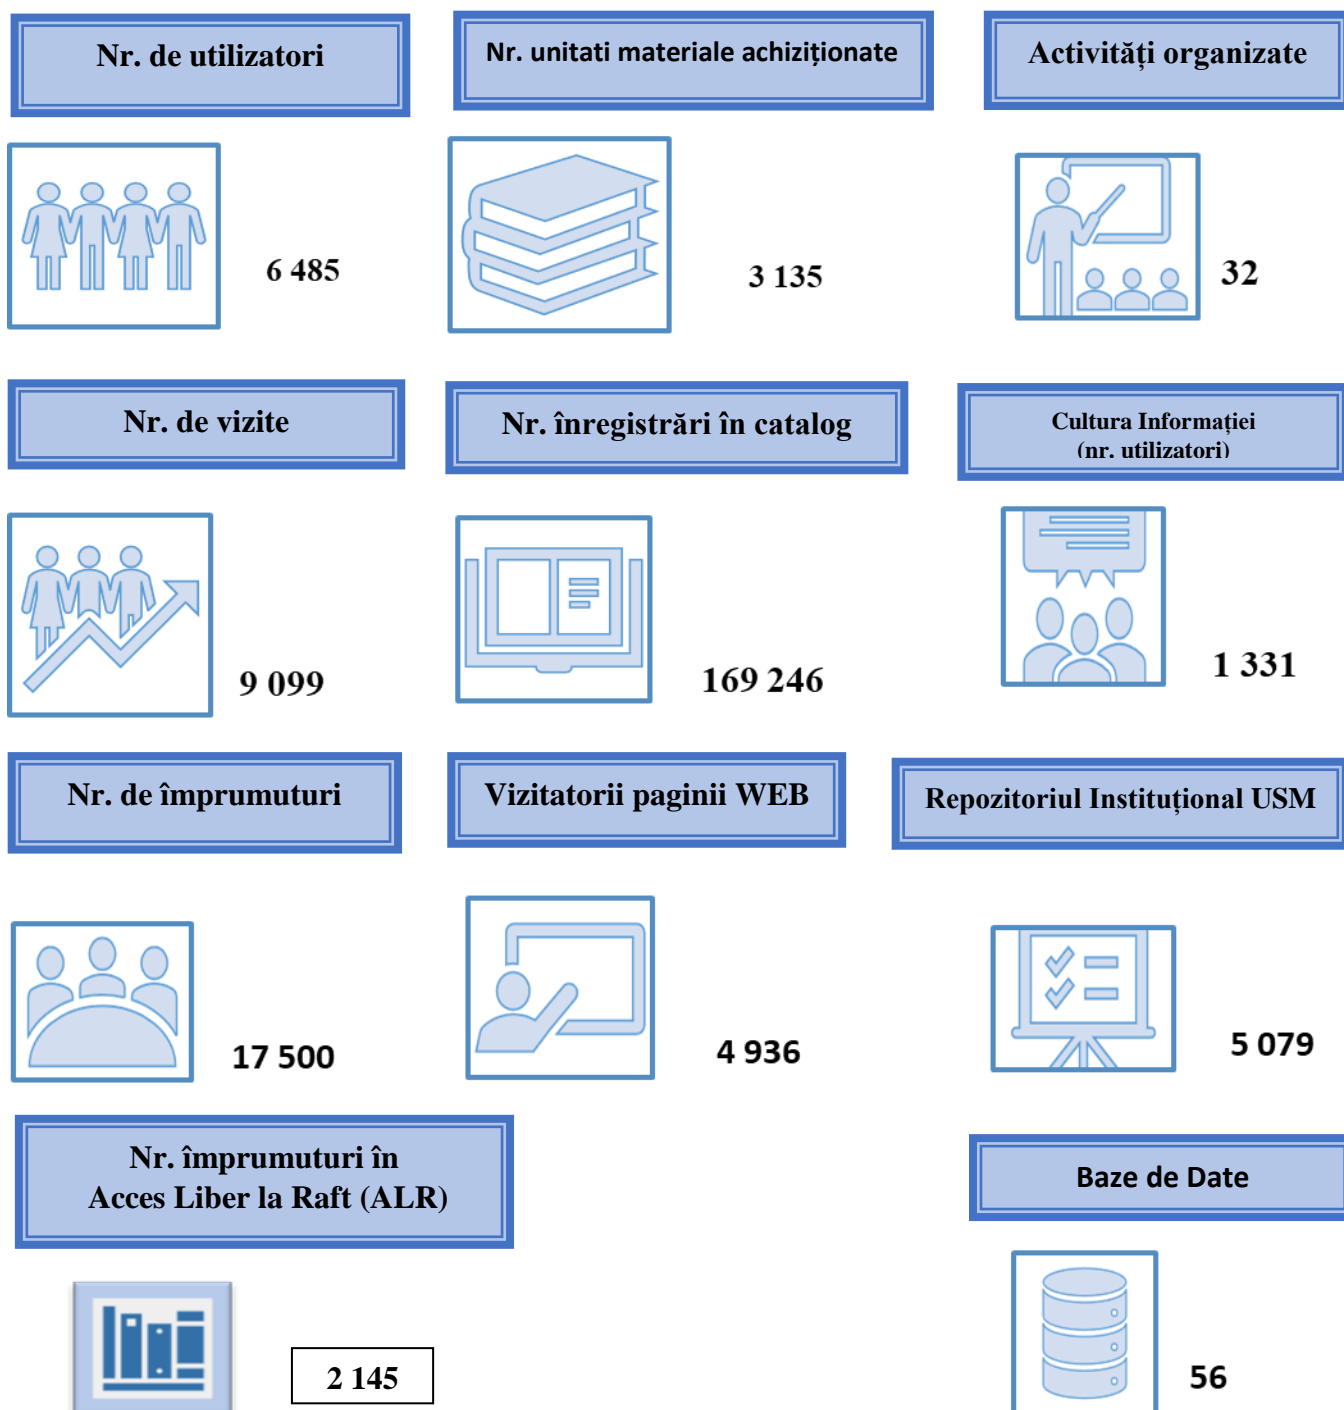 Nr. de utilizatori
Nr. unitati materiale achiziționate
Activități organizate
6 485
3 135
32
Nr. de vizite
Nr. înregistrări în catalog
Cultura Informației
(nr. utilizatori)
9 099
169 246
1 331
Nr. de împrumuturi
Vizitatorii paginii WEB
Repozitoriul Instituțional USM
17 500
4 936
5 079
Nr. împrumuturi în
Acces Liber la Raft (ALR)
Baze de Date
2 145
56